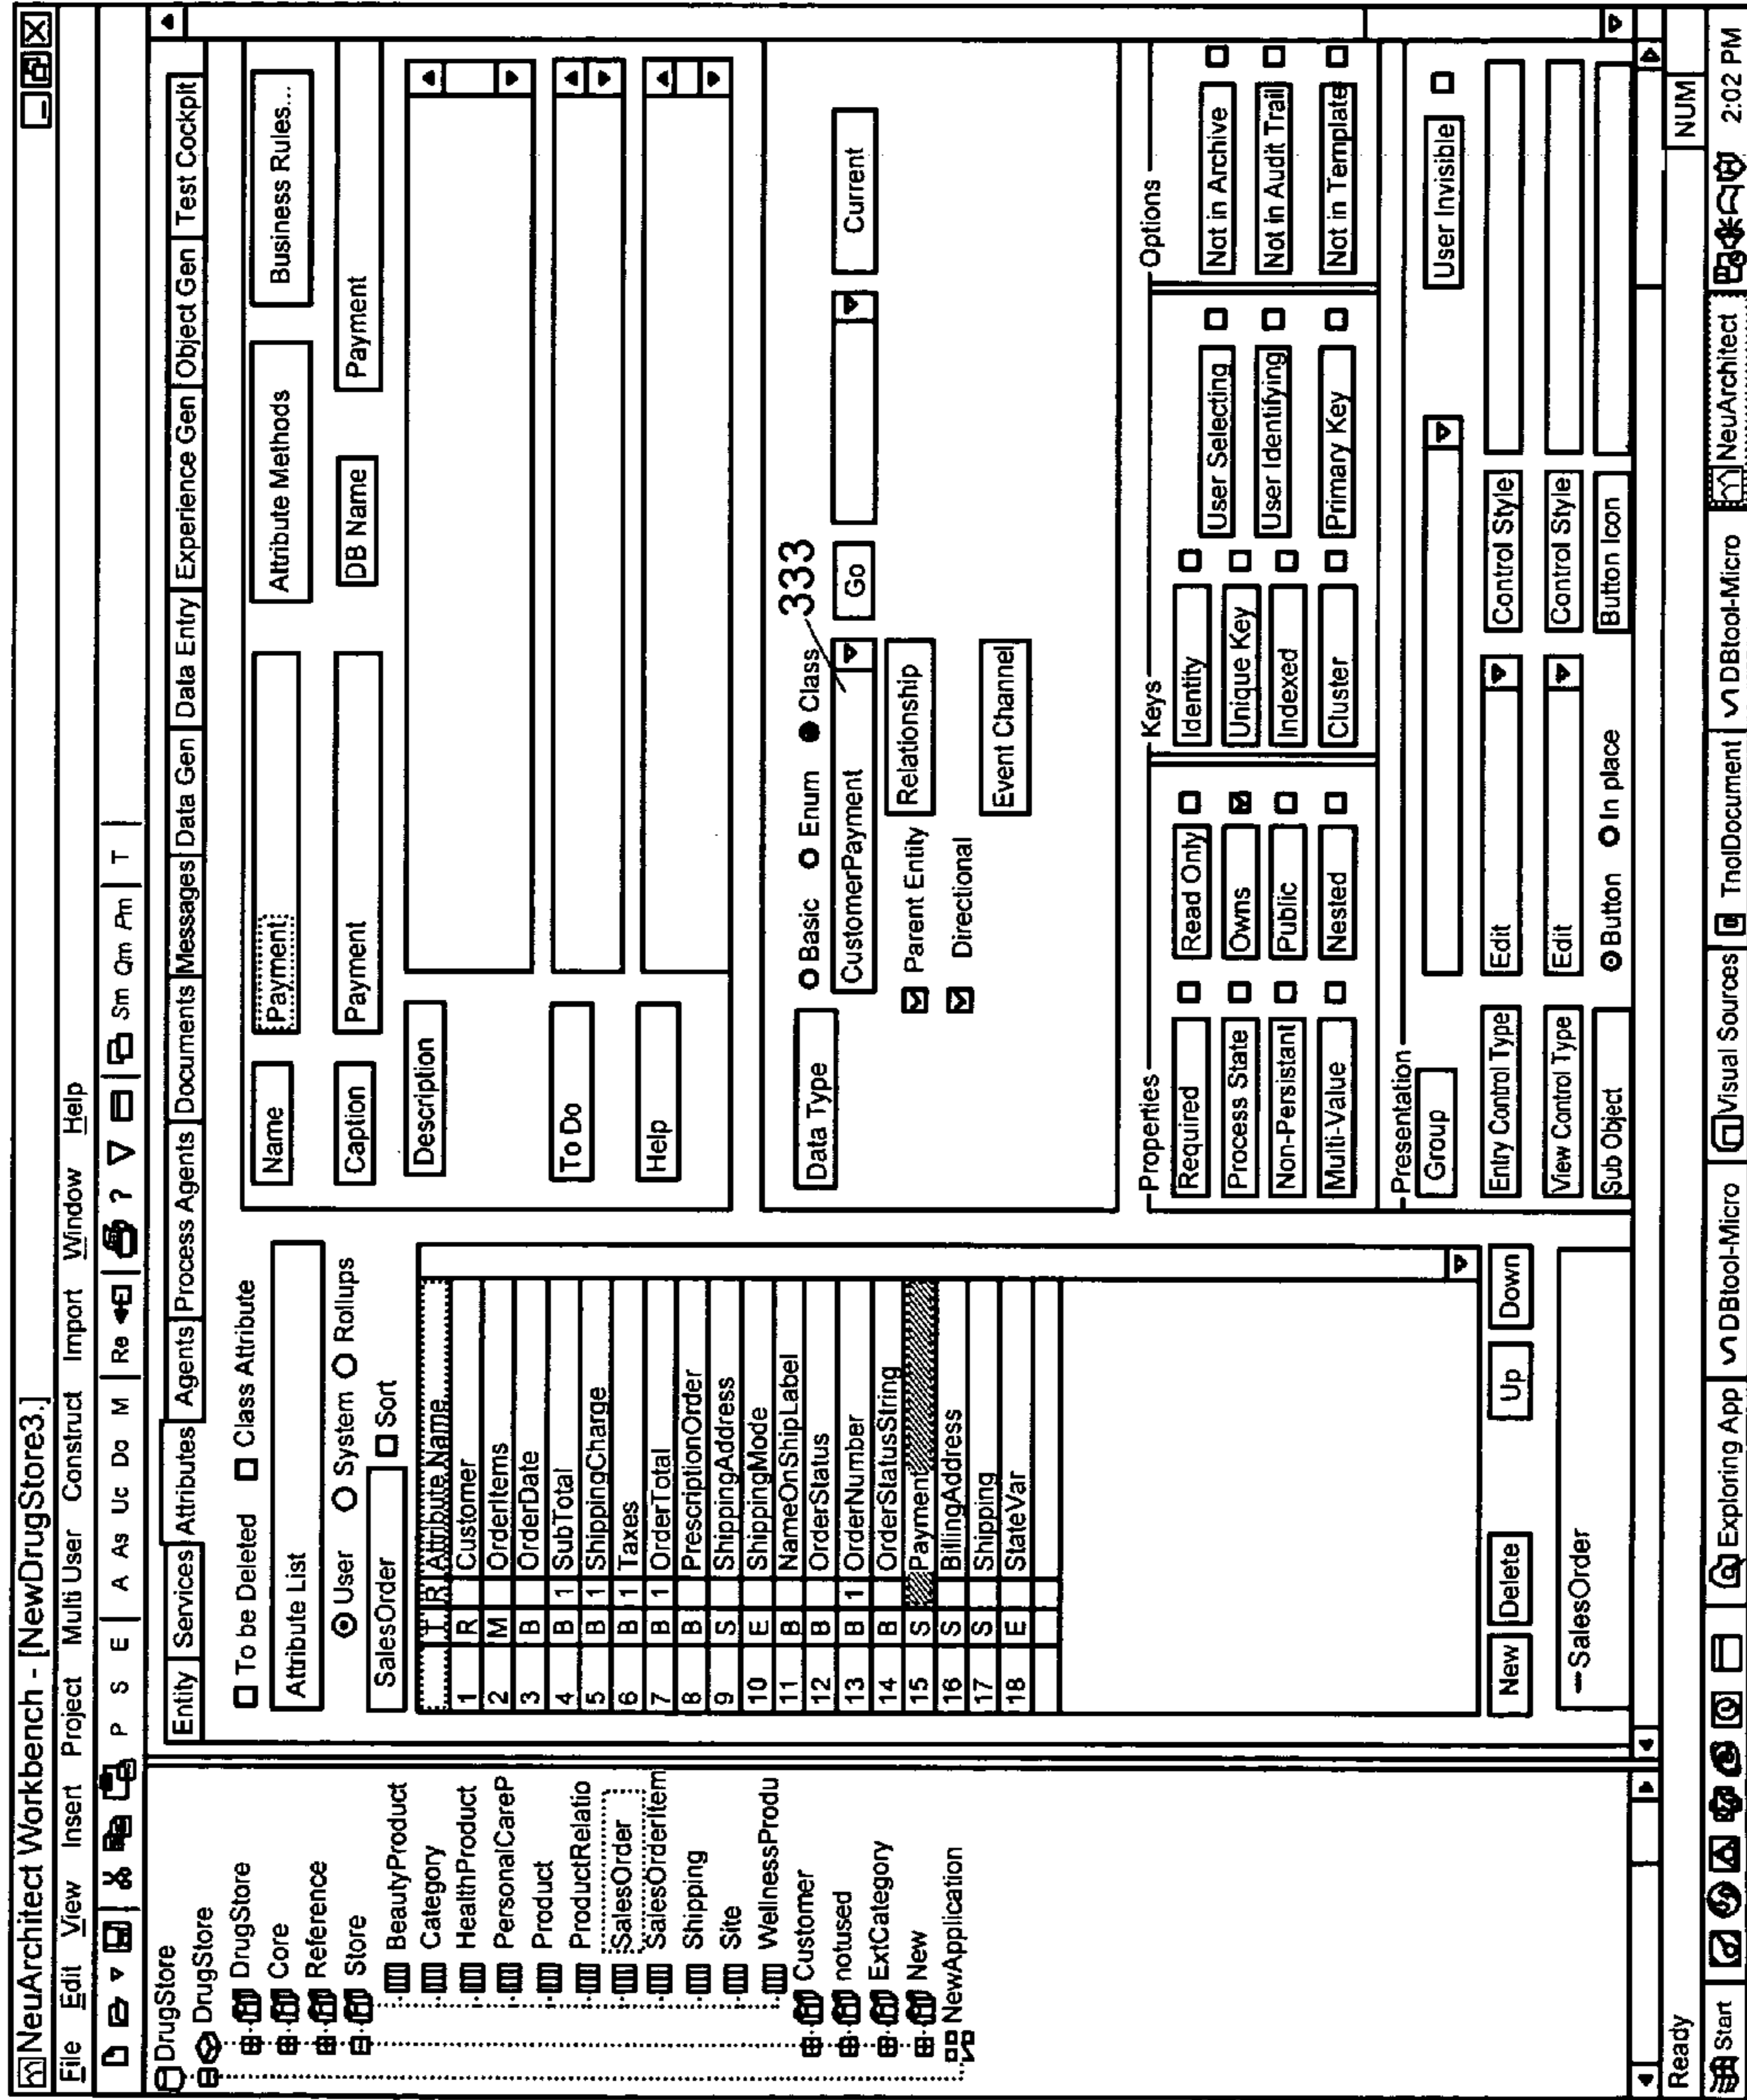 NeuArchitect Workbench - [NewDrugStore3.]
File Edit View Insert Project Multi User Construct Import Window Help
P S E A As Uc Do M Re ? Sm Qm Pm T
DrugStore
DrugStore
DrugStore
Core
Reference
Store
BeautyProduct
Category
HealthProduct
PersonalCareP
Product
ProductRelatio
SalesOrder
SalesOrderItem
Shipping
Site
WellnessProdu
Customer
notused
ExtCategory
New
NewApplication
Entity Services Attributes Agents Process Agents Documents Messages Data Gen Data Entry Experience Gen Object Gen Test Cockpit
To be Deleted Class Attribute
Attribute List
User System Rollups
SalesOrder Sort
T R Attribute Name
1 R Customer
2 M OrderItems
3 B OrderDate
4 B 1 SubTotal
5 B 1 ShippingCharge
6 B 1 Taxes
7 B 1 OrderTotal
8 B PrescriptionOrder
9 S ShippingAddress
10 E ShippingMode
11 B NameOnShipLabel
12 B OrderStatus
13 B 1 OrderNumber
14 B OrderStatusString
15 S Payment
16 S BillingAddress
17 S Shipping
18 E StateVar
New Delete Up Down
SalesOrder
Name Payment Attribute Methods Business Rules...
Caption Payment DB Name Payment
Description
To Do
Help
Data Type Basic Enum Class 333
CustomerPayment Go Current
Parent Entity Relationship
Directional
Event Channel
Properties Keys Options
Required Read Only Identity User Selecting Not in Archive
Process State Owns Unique Key User Identifying Not in Audit Trail
Non-Persistant Public Indexed
Multi-Value Nested Cluster Primary Key Not in Template
Presentation
Group User Invisible
Entry Control Type Edit Control Style
View Control Type Edit Control Style
Sub Object Button In place Button Icon
Ready NUM
Start Exploring App DBtool-Micro Visual Sources TnolDocument DBtool-Micro NeuArchitect 2:02 PM